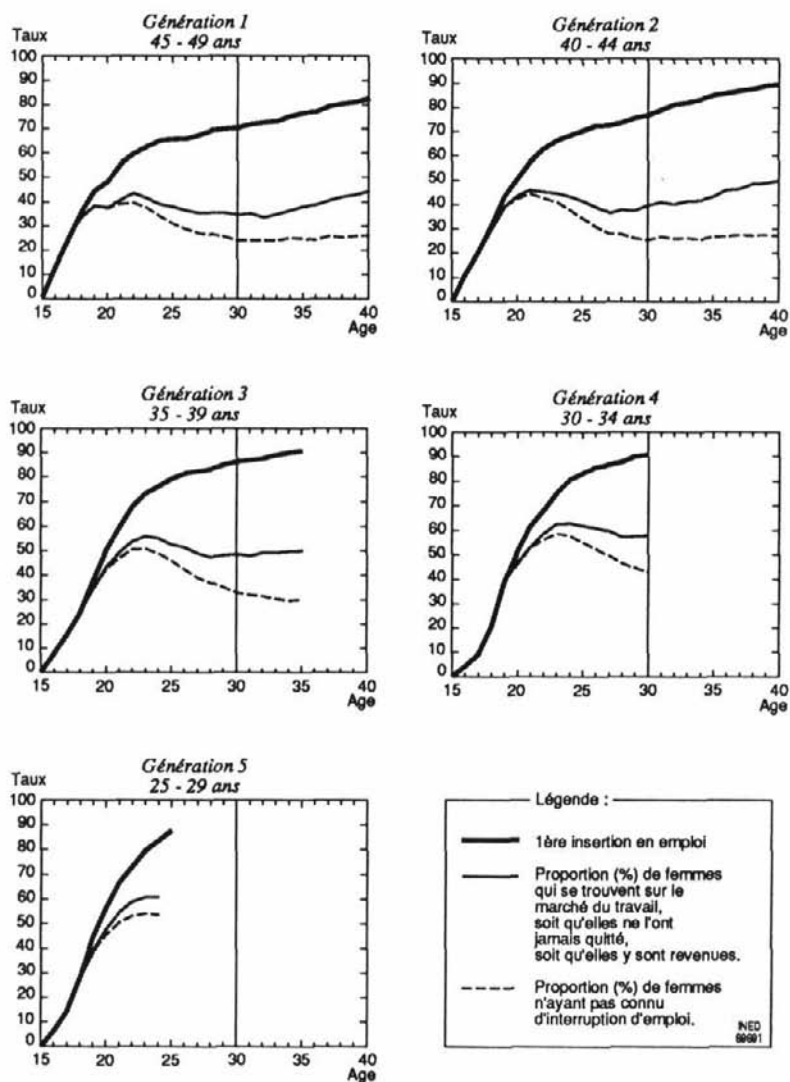 Génération 1
45 - 49 ans
Taux
100
90
80
70
60
50
40
30
20
10
0
15 20 25 30 35 40
Age
Génération 2
40 - 44 ans
Taux
100
90
80
70
60
50
40
30
20
10
0
15 20 25 30 35 40
Age
Génération 3
35 - 39 ans
Taux
100
90
80
70
60
50
40
30
20
10
0
15 20 25 30 35 40
Age
Génération 4
30 - 34 ans
Taux
100
90
80
70
60
50
40
30
20
10
0
15 20 25 30 35 40
Age
Génération 5
25 - 29 ans
Taux
100
90
80
70
60
50
40
30
20
10
0
15 20 25 30 35 40
Age
Légende :
1ère insertion en emploi
Proportion (%) de femmes
qui se trouvent sur le
marché du travail,
soit qu'elles ne l'ont
jamais quitté,
soit qu'elles y sont revenues.
Proportion (%) de femmes
n'ayant pas connu
d'interruption d'emploi.
INED